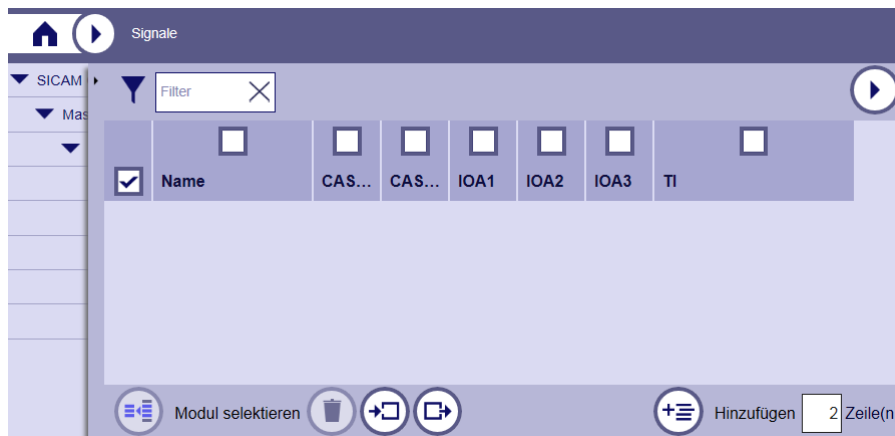 Signale
SICAM
Filter
Mas
Name CAS... CAS... IOA1 IOA2 IOA3 TI
Modul selektieren Hinzufügen 2 Zeile(n